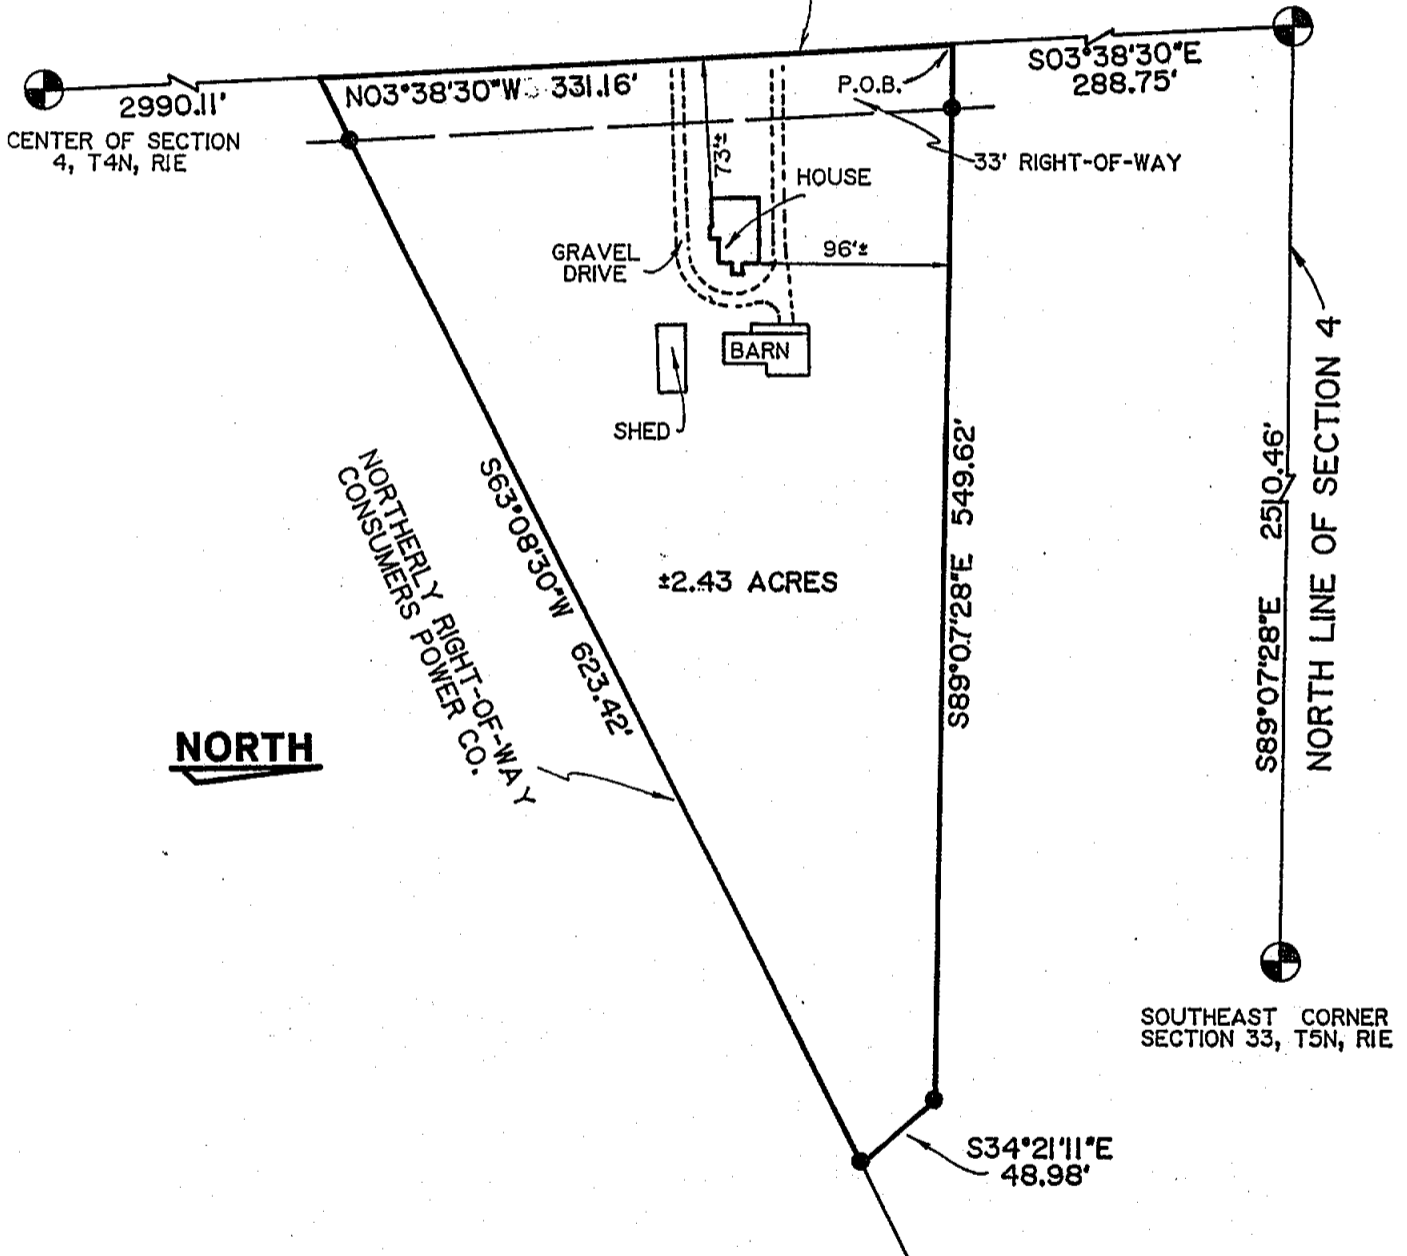 S03°38'30"E
288.75'
P.O.B.
N03°38'30"W 331.16'
2990.11'
CENTER OF SECTION
4, T4N, R1E
33' RIGHT-OF-WAY
73'±
HOUSE
96'±
GRAVEL
DRIVE
BARN
SHED
S63°08'30"W 623.42'
NORTHERLY RIGHT-OF-WAY
CONSUMERS POWER CO.
±2.43 ACRES
S89°07'28"E 549.62'
S89°07'28"E 2510.46'
NORTH LINE OF SECTION 4
NORTH
SOUTHEAST CORNER
SECTION 33, T5N, R1E
S34°21'11"E
48.98'